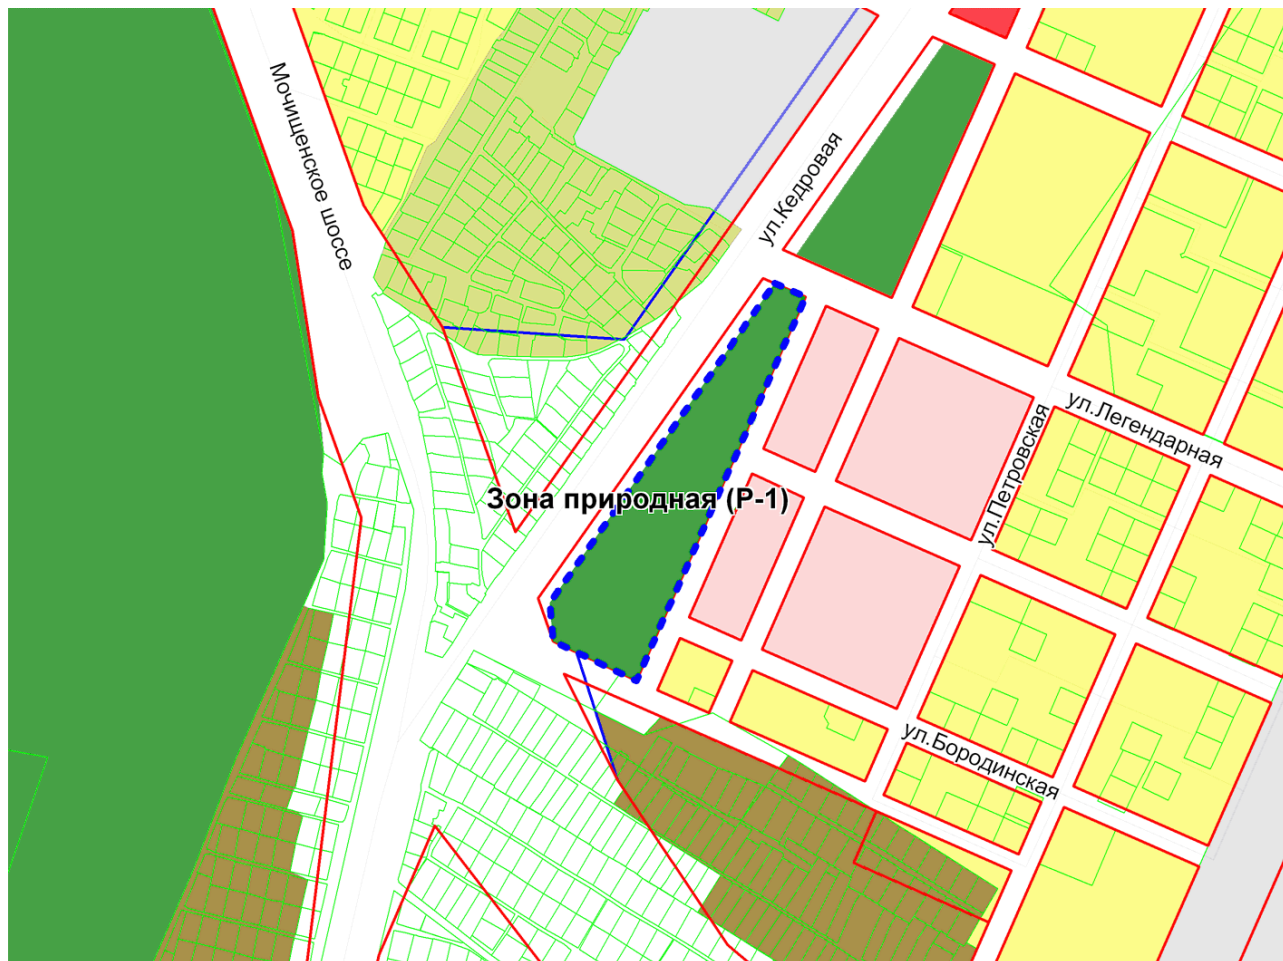 Мочищенское шоссе
ул.Кедровая
ул.Легендарная
ул.Петровская
Зона природная (Р-1)
ул.Бородинская